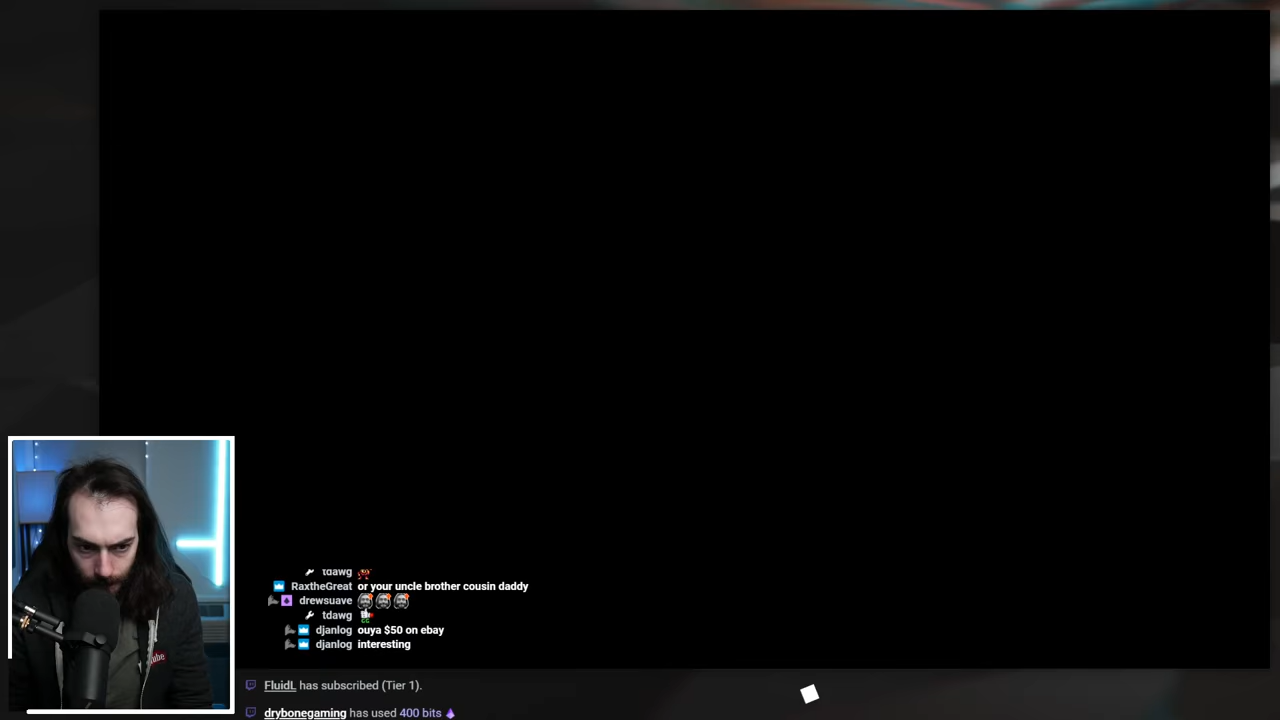 tdawg
RaxtheGreat or your uncle brother cousin daddy
drewsuave
tdawg
djanlog ouya $50 on ebay
djanlog interesting
FluidL has subscribed (Tier 1).
drybonegaming has used 400 bits